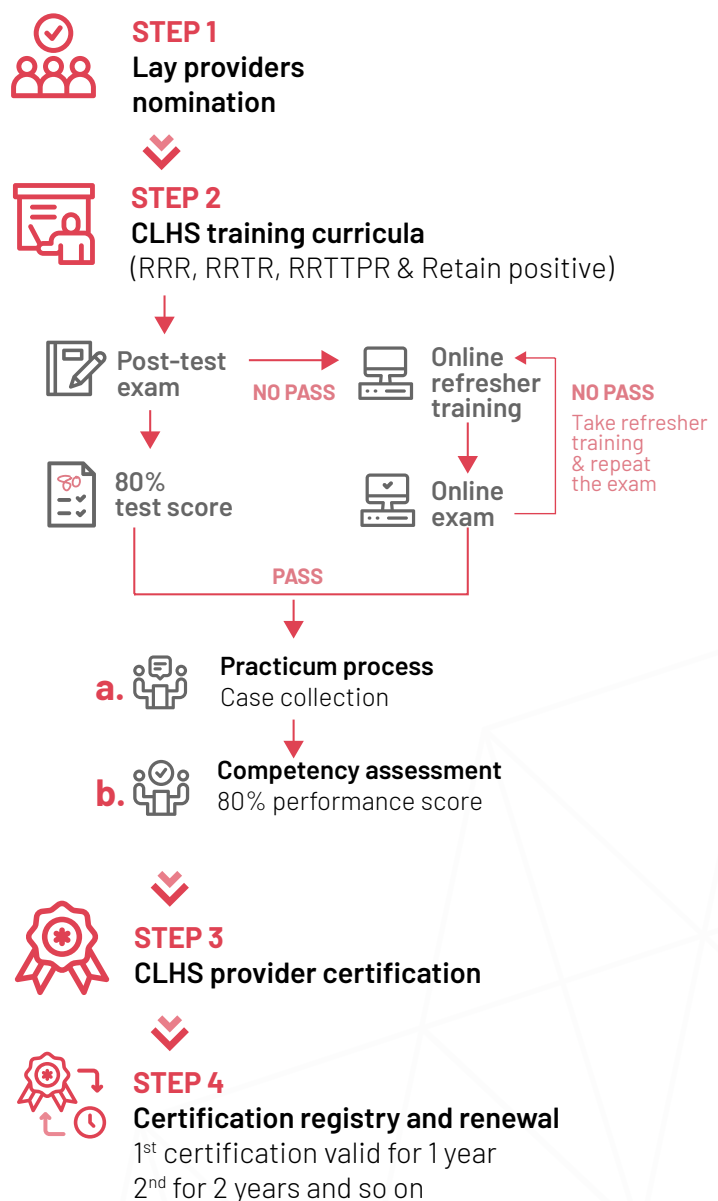 STEP 1
Lay providers
nomination
STEP 2
CLHS training curricula
(RRR, RRTR, RRTTPR & Retain positive)
Post-test
exam
NO PASS
Online
refresher
training
NO PASS
Take refresher
training
& repeat
the exam
80
80%
test score
Online
exam
PASS
a.
Practicum process
Case collection
b.
Competency assessment
80% performance score
STEP 3
CLHS provider certification
STEP 4
Certification registry and renewal
1st certification valid for 1 year
2nd for 2 years and so on